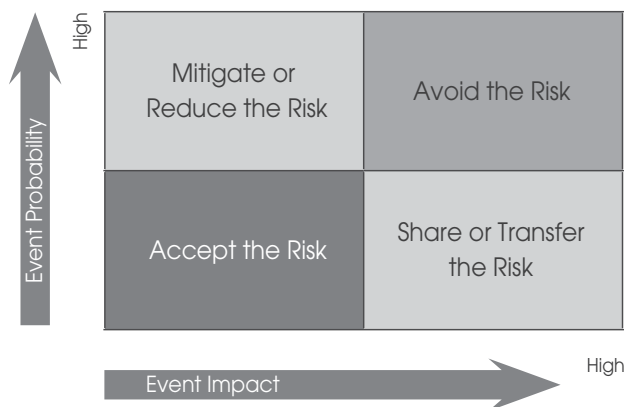 High
Event Probability
Mitigate or
Reduce the Risk
Avoid the Risk
Accept the Risk
Share or Transfer
the Risk
High
Event Impact